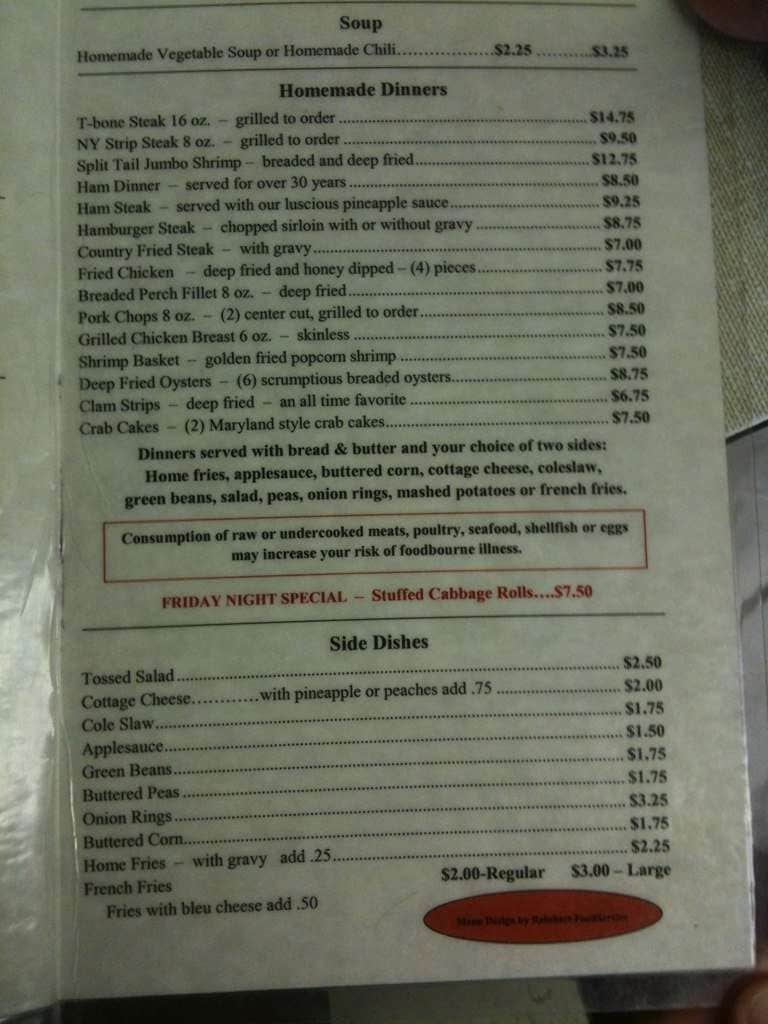 Soup
Homemade Vegetable Soup or Homemade Chili..................$2.25 ...........$3.25
Homemade Dinners
T-bone Steak 16 oz. – grilled to order ........ $14.75
NY Strip Steak 8 oz. – grilled to order ........ $9.50
Split Tail Jumbo Shrimp – breaded and deep fried........ $12.75
Ham Dinner – served for over 30 years ........ $8.50
Ham Steak – served with our luscious pineapple sauce........ $9.25
Hamburger Steak – chopped sirloin with or without gravy ........ $8.75
Country Fried Steak – with gravy........ $7.00
Fried Chicken – deep fried and honey dipped – (4) pieces........ $7.75
Breaded Perch Fillet 8 oz. – deep fried........ $7.00
Pork Chops 8 oz. – (2) center cut, grilled to order........ $8.50
Grilled Chicken Breast 6 oz. – skinless ........ $7.50
Shrimp Basket – golden fried popcorn shrimp ........ $7.50
Deep Fried Oysters – (6) scrumptious breaded oysters........ $8.75
Clam Strips – deep fried – an all time favorite ........ $6.75
Crab Cakes – (2) Maryland style crab cakes........ $7.50
Dinners served with bread & butter and your choice of two sides:
Home fries, applesauce, buttered corn, cottage cheese, coleslaw,
green beans, salad, peas, onion rings, mashed potatoes or french fries.
Consumption of raw or undercooked meats, poultry, seafood, shellfish or eggs
may increase your risk of foodbourne illness.
FRIDAY NIGHT SPECIAL – Stuffed Cabbage Rolls....$7.50
Side Dishes
Tossed Salad........ $2.50
Cottage Cheese...........with pineapple or peaches add .75 ........ $2.00
Cole Slaw........ $1.75
Applesauce........ $1.50
Green Beans........ $1.75
Buttered Peas ........ $1.75
Onion Rings........ $3.25
Buttered Corn........ $1.75
Home Fries – with gravy add .25........ $2.25
French Fries $2.00-Regular $3.00 – Large
Fries with bleu cheese add .50
Menu Design by Reinhart FoodService